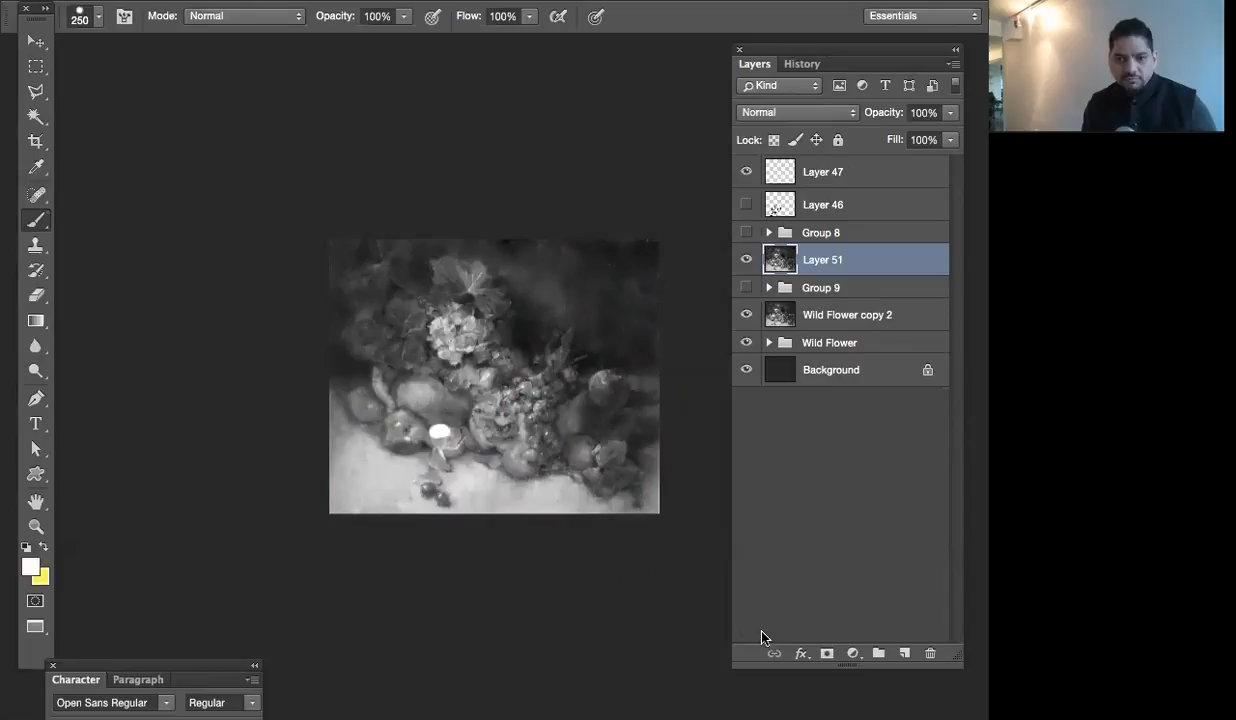 250 Mode: Normal Opacity: 100% Flow: 100% Essentials
Layers History
Kind
Normal Opacity: 100%
Lock: Fill: 100%
Layer 47
Layer 46
Group 8
Layer 51
Group 9
Wild Flower copy 2
Wild Flower
Background
fx
Character Paragraph
Open Sans Regular Regular